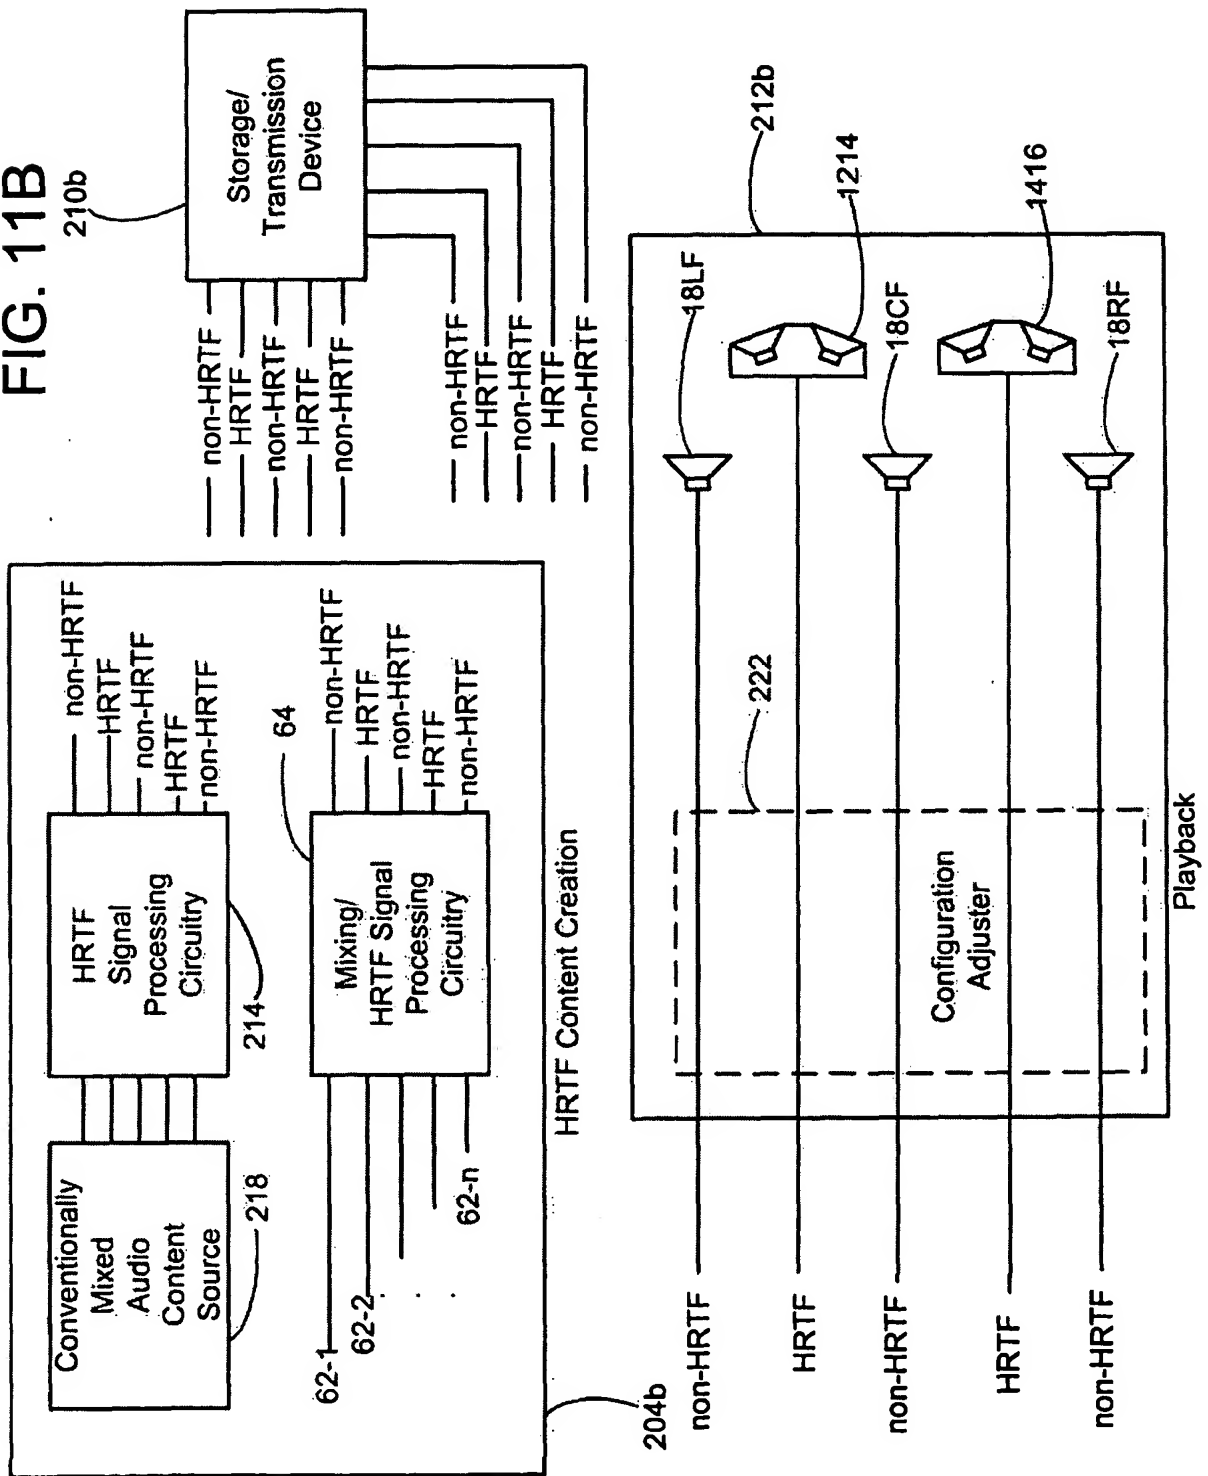 FIG. 11B
204b
Conventionally
Mixed
Audio
Content
Source
218
HRTF
Signal
Processing
Circuitry
214
non-HRTF
HRTF
non-HRTF
HRTF
non-HRTF
62-1
62-2
62-n
Mixing/
HRTF Signal
Processing
Circuitry
64
non-HRTF
HRTF
non-HRTF
HRTF
non-HRTF
HRTF Content Creation
210b
non-HRTF
HRTF
non-HRTF
HRTF
non-HRTF
Storage/
Transmission
Device
non-HRTF
HRTF
non-HRTF
HRTF
non-HRTF
non-HRTF
HRTF
non-HRTF
HRTF
non-HRTF
222
Configuration
Adjuster
18LF
1214
18CF
1416
18RF
212b
Playback